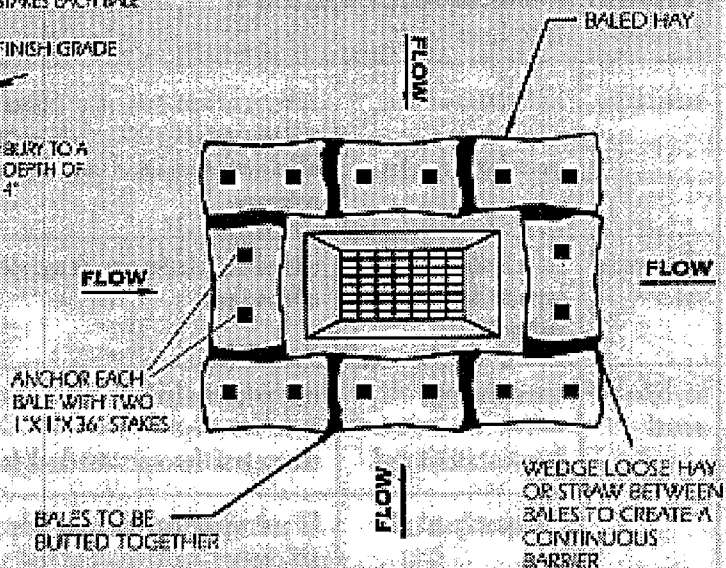 STAKES EACH BALE
FINISH GRADE
BURY TO A
DEPTH OF
4"
BALED HAY
FLOW
FLOW
FLOW
FLOW
ANCHOR EACH
BALE WITH TWO
1"X1"X36" STAKES
BALES TO BE
BUTTED TOGETHER
WEDGE LOOSE HAY
OR STRAW BETWEEN
BALES TO CREATE A
CONTINUOUS
BARRIER